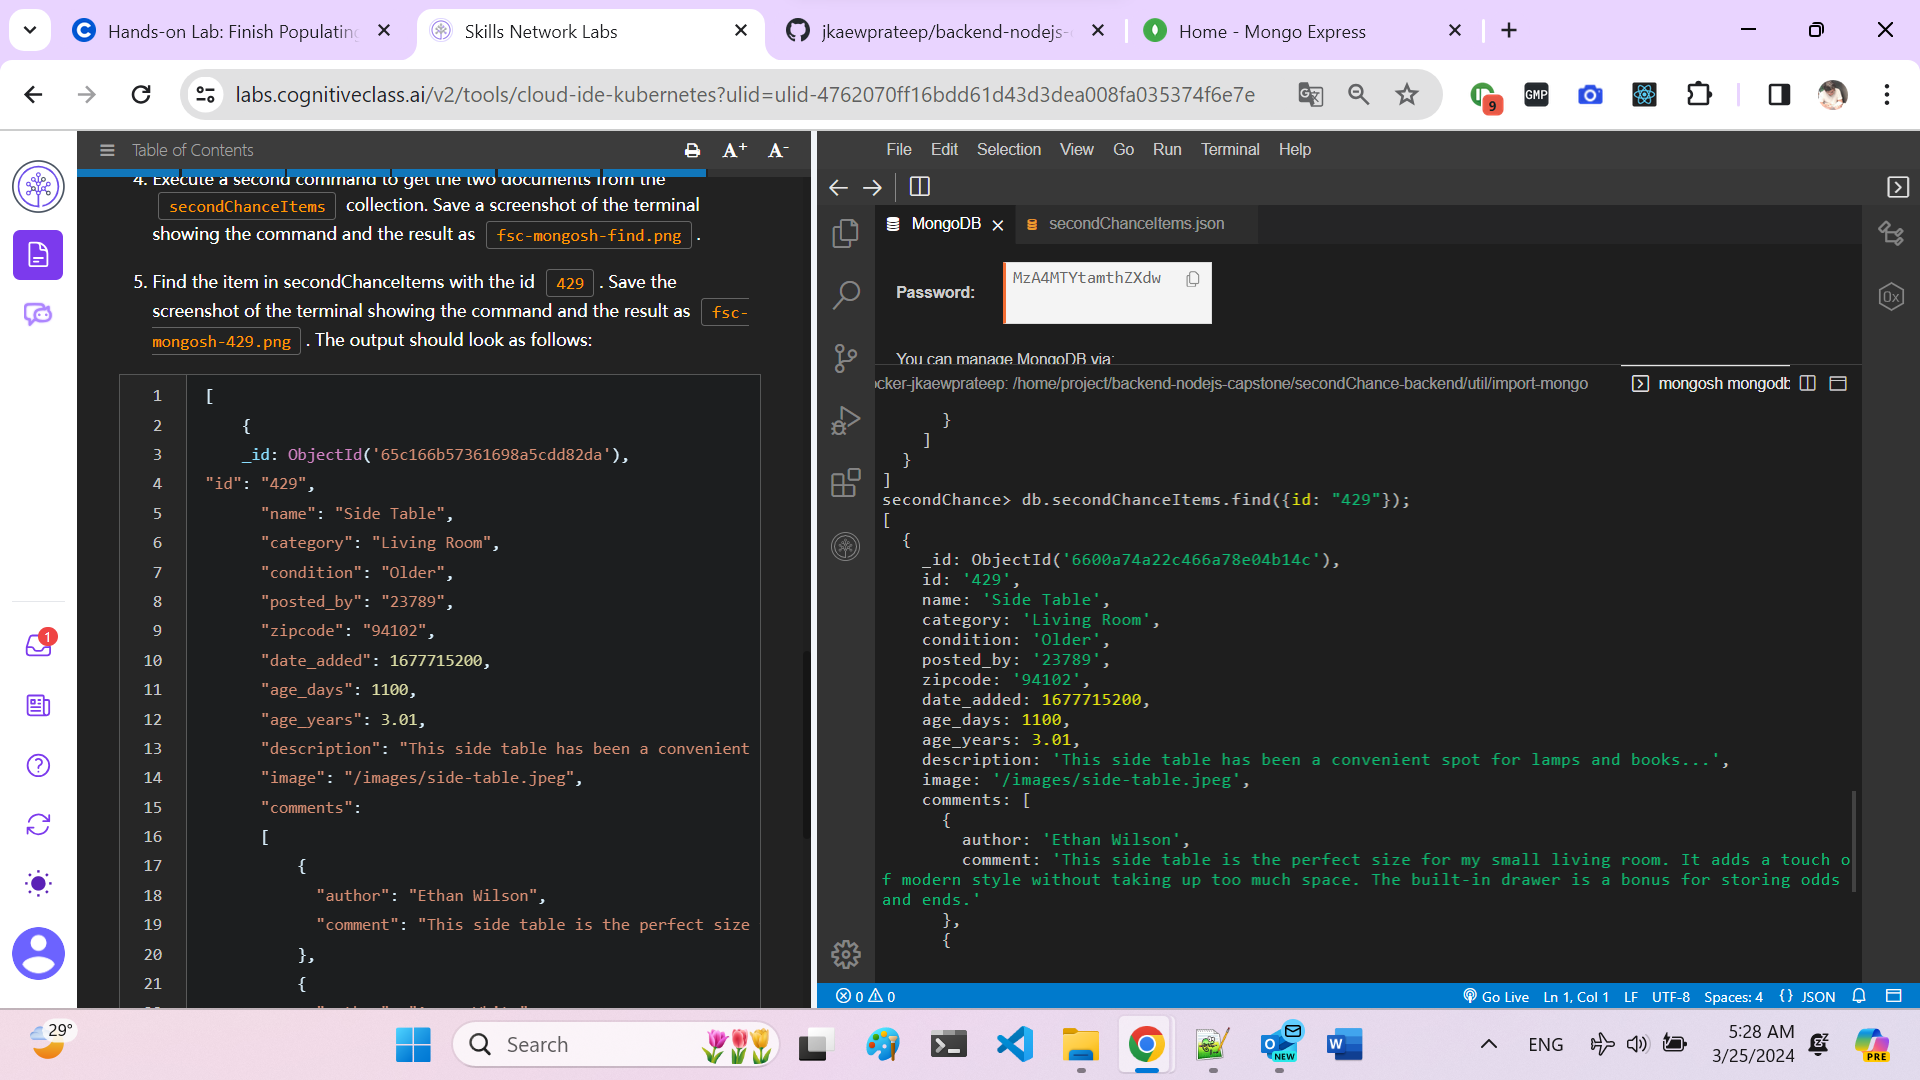 Hands-on Lab: Finish Populating
Skills Network Labs
jkaewprateep/backend-nodejs-
Home - Mongo Express
labs.cognitiveclass.ai/v2/tools/cloud-ide-kubernetes?ulid=ulid-4762070ff16bdd61d43d3dea008fa035374f6e7e
9
GMP
Table of Contents
A+
A-
4. Execute a second command to get the two documents from the
secondChanceItems collection. Save a screenshot of the terminal
showing the command and the result as fsc-mongosh-find.png .
5. Find the item in secondChanceItems with the id 429 . Save the
screenshot of the terminal showing the command and the result as fsc-
mongosh-429.png . The output should look as follows:
1 [
2 {
3 _id: ObjectId('65c166b57361698a5cdd82da'),
4 "id": "429",
5 "name": "Side Table",
6 "category": "Living Room",
7 "condition": "Older",
8 "posted_by": "23789",
9 "zipcode": "94102",
10 "date_added": 1677715200,
11 "age_days": 1100,
12 "age_years": 3.01,
13 "description": "This side table has been a convenient
14 "image": "/images/side-table.jpeg",
15 "comments":
16 [
17 {
18 "author": "Ethan Wilson",
19 "comment": "This side table is the perfect size
20 },
21 {
1
File Edit Selection View Go Run Terminal Help
MongoDB
secondChanceItems.json
0x
Password:
MzA4MTYtamthZXdw
You can manage MongoDB via:
ocker-jkaewprateep: /home/project/backend-nodejs-capstone/secondChance-backend/util/import-mongo
mongosh mongodb
}
]
}
]
secondChance> db.secondChanceItems.find({id: "429"});
[
{
_id: ObjectId('6600a74a22c466a78e04b14c'),
id: '429',
name: 'Side Table',
category: 'Living Room',
condition: 'Older',
posted_by: '23789',
zipcode: '94102',
date_added: 1677715200,
age_days: 1100,
age_years: 3.01,
description: 'This side table has been a convenient spot for lamps and books...',
image: '/images/side-table.jpeg',
comments: [
{
author: 'Ethan Wilson',
comment: 'This side table is the perfect size for my small living room. It adds a touch o
f modern style without taking up too much space. The built-in drawer is a bonus for storing odds
and ends.'
},
{
0 0
Go Live
Ln 1, Col 1
LF
UTF-8
Spaces: 4
{} JSON
29°
Search
NEW
ENG
5:28 AM
3/25/2024
PRE